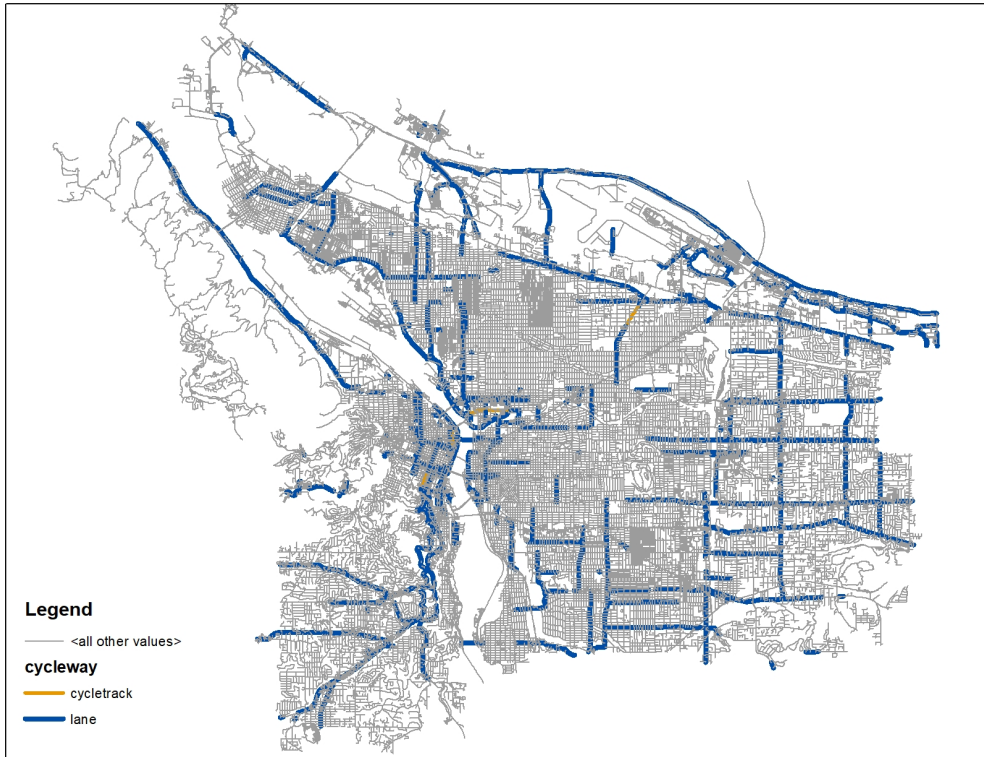 Legend
<all other values>
cycleway
cycletrack
lane